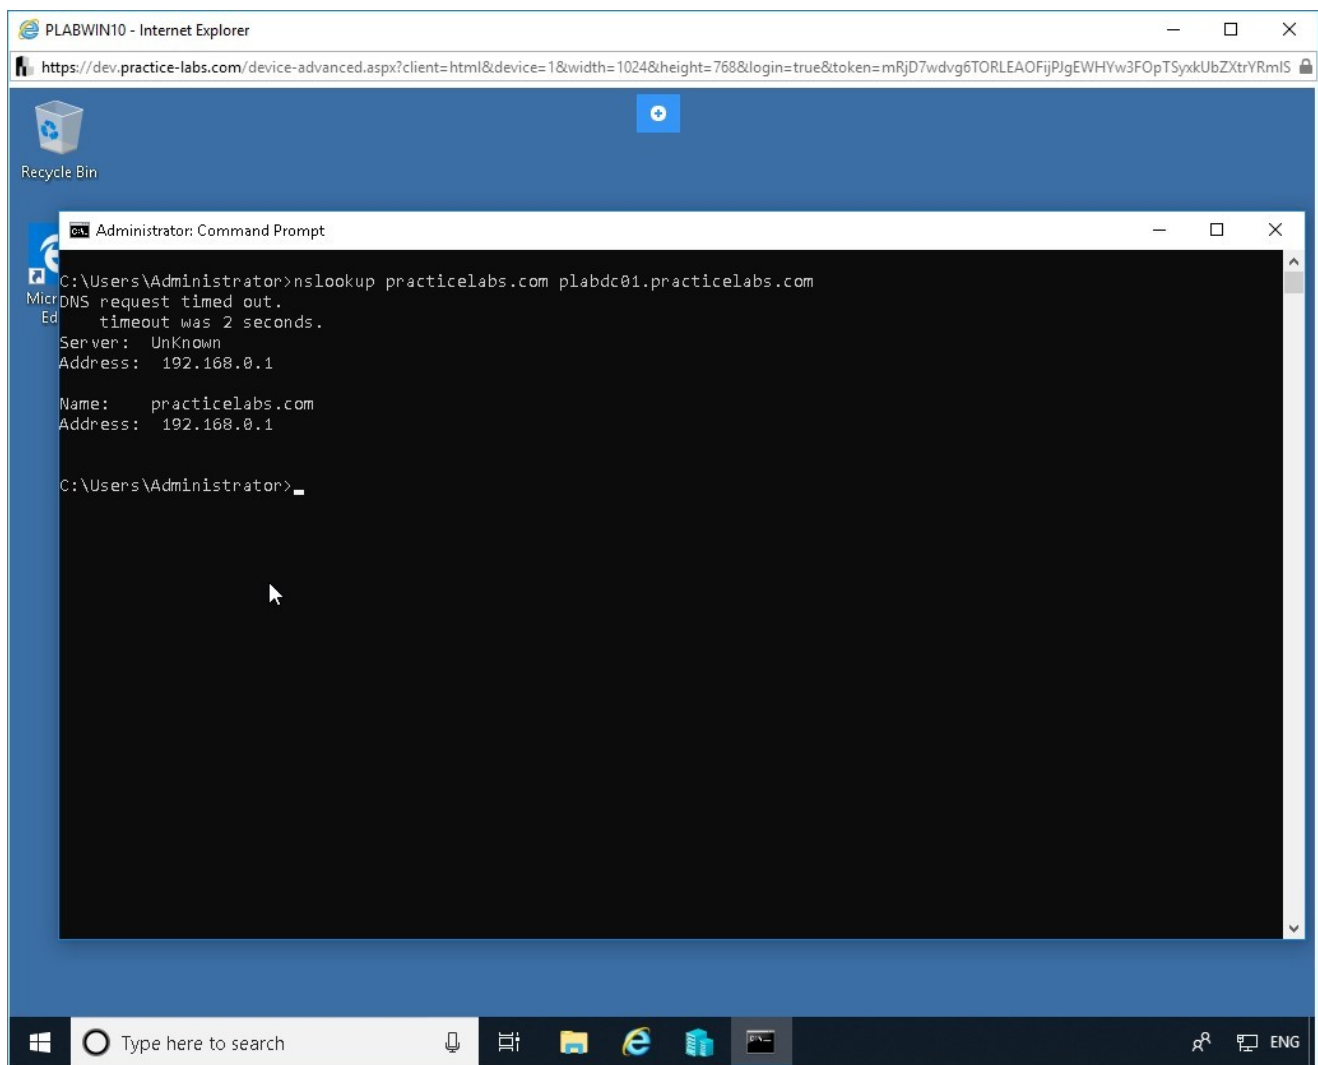 PLABWIN10 - Internet Explorer
https://dev.practice-labs.com/device-advanced.aspx?client=html&device=1&width=1024&height=768&login=true&token=mRjD7wdvg6TORLEAOFijPJgEWHYw3FOpTSyxkUbZXtrYRmIS
Recycle Bin
Administrator: Command Prompt
C:\Users\Administrator>nslookup practicelabs.com plabdc01.practicelabs.com
DNS request timed out.
timeout was 2 seconds.
Server:  UnKnown
Address:  192.168.0.1
Name:    practicelabs.com
Address:  192.168.0.1
C:\Users\Administrator>
Micr
Ed
Type here to search
ENG